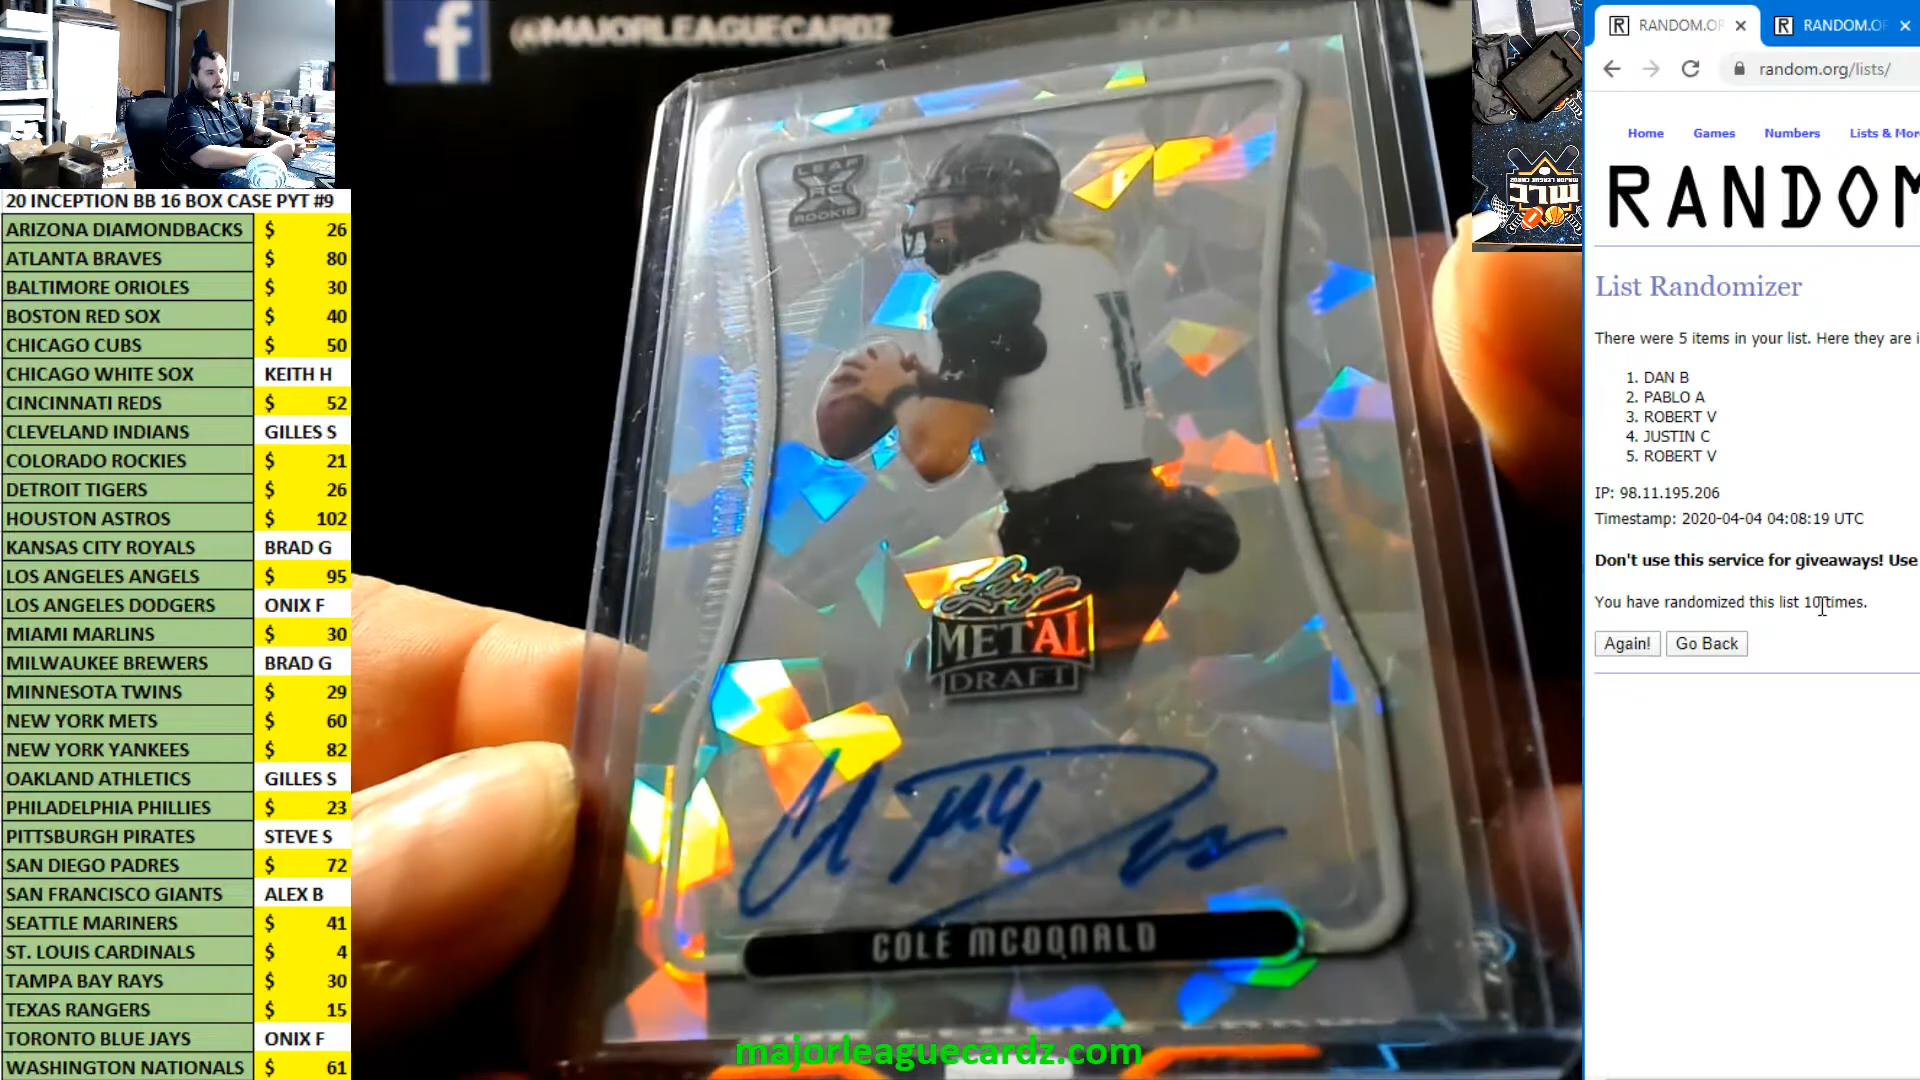 20 INCEPTION BB 16 BOX CASE PYT #9
ARIZONA DIAMONDBACKS $ 26
ATLANTA BRAVES $ 80
BALTIMORE ORIOLES $ 30
BOSTON RED SOX $ 40
CHICAGO CUBS $ 50
CHICAGO WHITE SOX KEITH H
CINCINNATI REDS $ 52
CLEVELAND INDIANS GILLES S
COLORADO ROCKIES $ 21
DETROIT TIGERS $ 26
HOUSTON ASTROS $ 102
KANSAS CITY ROYALS BRAD G
LOS ANGELES ANGELS $ 95
LOS ANGELES DODGERS ONIX F
MIAMI MARLINS $ 30
MILWAUKEE BREWERS BRAD G
MINNESOTA TWINS $ 29
NEW YORK METS $ 60
NEW YORK YANKEES $ 82
OAKLAND ATHLETICS GILLES S
PHILADELPHIA PHILLIES $ 23
PITTSBURGH PIRATES STEVE S
SAN DIEGO PADRES $ 72
SAN FRANCISCO GIANTS ALEX B
SEATTLE MARINERS $ 41
ST. LOUIS CARDINALS $ 4
TAMPA BAY RAYS $ 30
TEXAS RANGERS $ 15
TORONTO BLUE JAYS ONIX F
WASHINGTON NATIONALS $ 61
f @MAJORLEAGUECARDZ
LEAF
X
RC
ROOKIE
Leaf
METAL
DRAFT
COLE MCDONALD
majorleaguecardz.com
RANDOM.OR RANDOM.OR
random.org/lists/
Home Games Numbers Lists & Mor
RANDOM
List Randomizer
There were 5 items in your list. Here they are i
1. DAN B
2. PABLO A
3. ROBERT V
4. JUSTIN C
5. ROBERT V
IP: 98.11.195.206
Timestamp: 2020-04-04 04:08:19 UTC
Don't use this service for giveaways! Use
You have randomized this list 10 times.
Again! Go Back